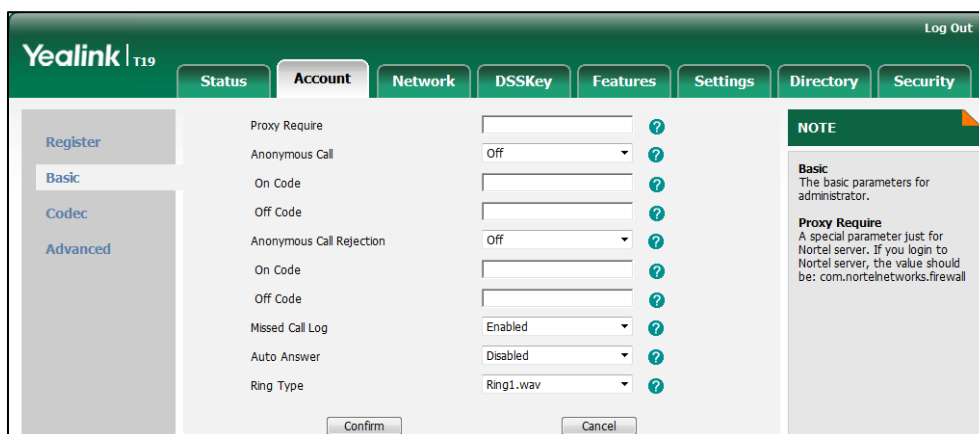 Log Out
Yealink | T19
Status Account Network DSSKey Features Settings Directory Security
Register
Basic
Codec
Advanced
Proxy Require ?
Anonymous Call Off ?
On Code ?
Off Code ?
Anonymous Call Rejection Off ?
On Code ?
Off Code ?
Missed Call Log Enabled ?
Auto Answer Disabled ?
Ring Type Ring1.wav ?
Confirm Cancel
NOTE
Basic
The basic parameters for
administrator.
Proxy Require
A special parameter just for
Nortel server. If you login to
Nortel server, the value should
be: com.nortelnetworks.firewall